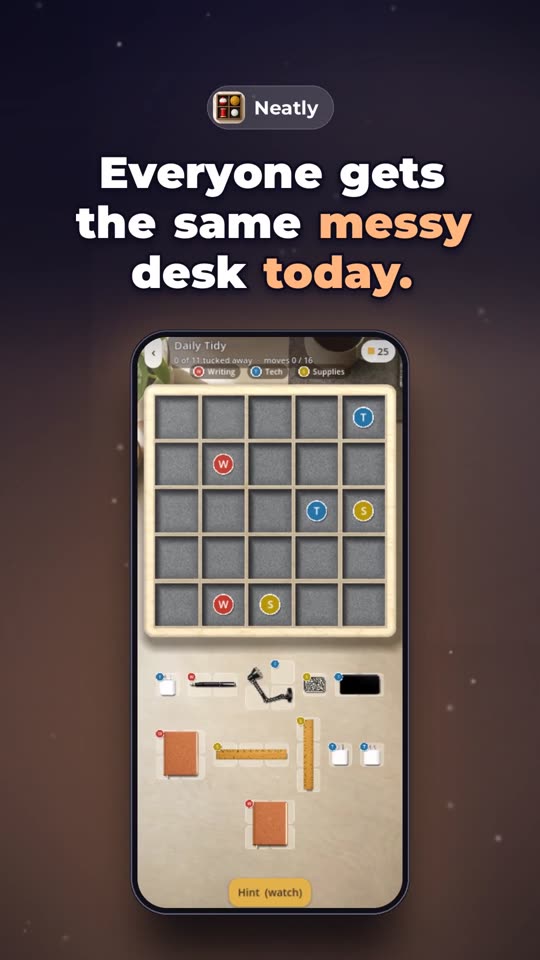 Neatly
Everyone gets
the same messy
desk today.
Daily Tidy
25
0 of 11 tucked away moves 0 / 16
W Writing T Tech S Supplies
T
W
T S
W S
T W T S T
W S S T T
W
Hint (watch)